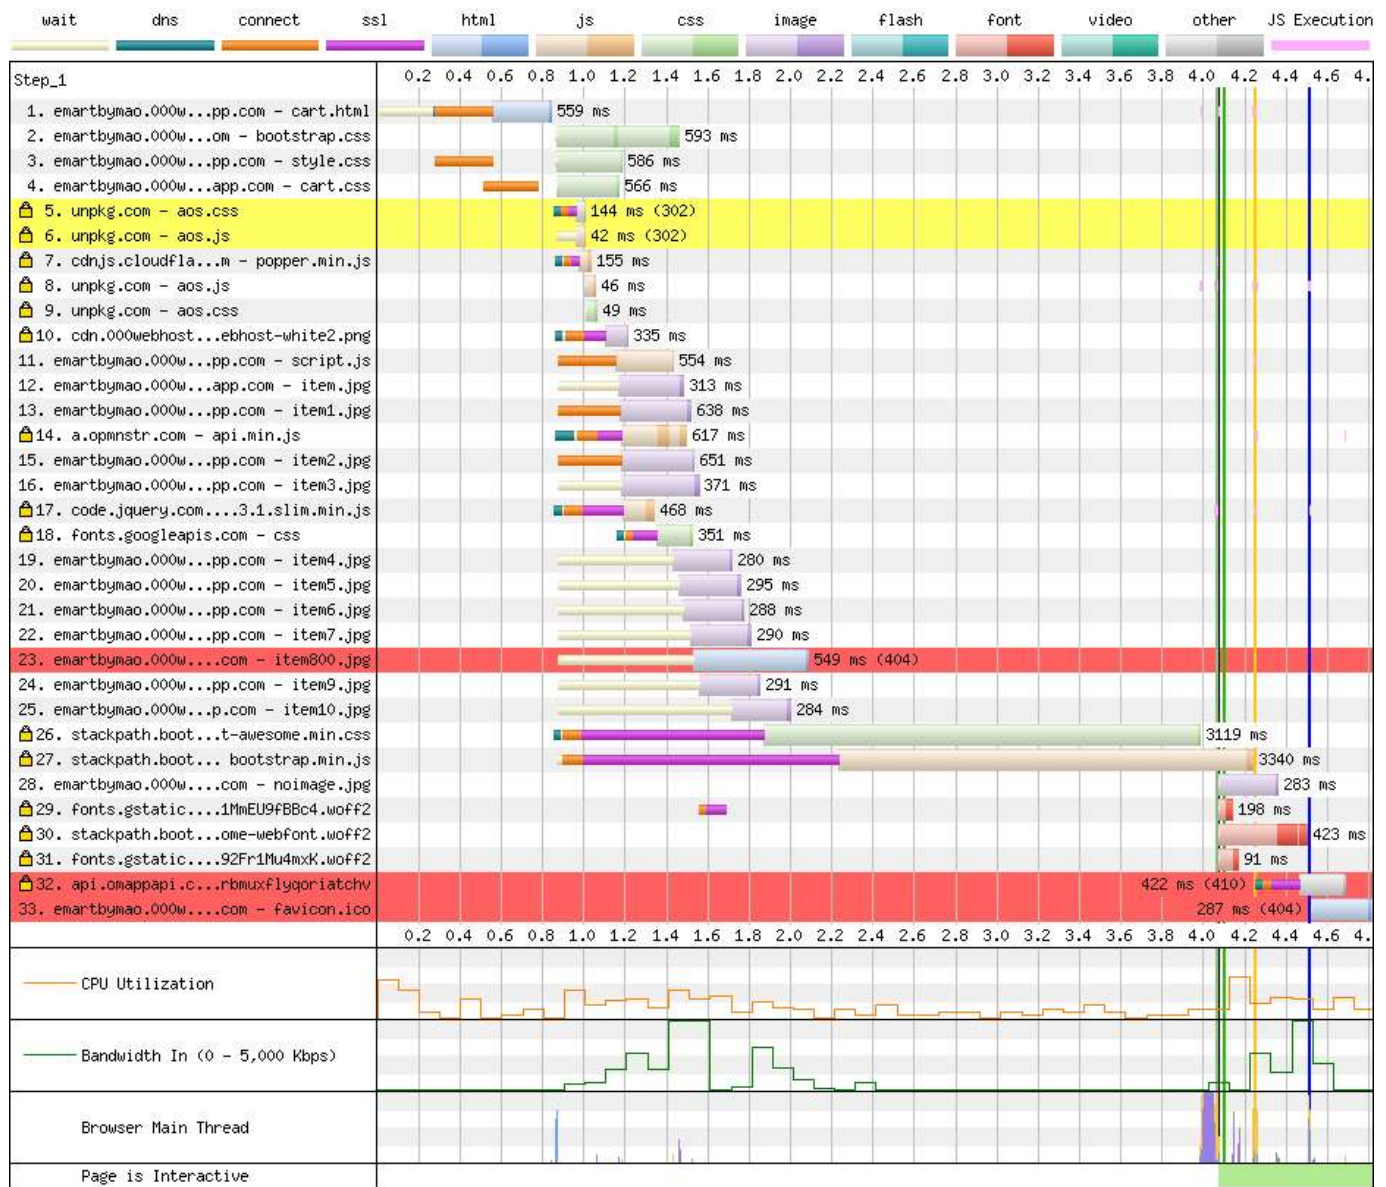 wait dns connect ssl html js css image flash font video other JS Execution
Step_1 0.2 0.4 0.6 0.8 1.0 1.2 1.4 1.6 1.8 2.0 2.2 2.4 2.6 2.8 3.0 3.2 3.4 3.6 3.8 4.0 4.2 4.4 4.6 4.
1. emartbymao.000w...pp.com - cart.html 559 ms
2. emartbymao.000w...om - bootstrap.css 593 ms
3. emartbymao.000w...pp.com - style.css 586 ms
4. emartbymao.000w...app.com - cart.css 566 ms
5. unpkg.com - aos.css 144 ms (302)
6. unpkg.com - aos.js 42 ms (302)
7. cdnjs.cloudfla...m - popper.min.js 155 ms
8. unpkg.com - aos.js 46 ms
9. unpkg.com - aos.css 49 ms
10. cdn.000webhost...ebhost-white2.png 335 ms
11. emartbymao.000w...pp.com - script.js 554 ms
12. emartbymao.000w...app.com - item.jpg 313 ms
13. emartbymao.000w...pp.com - item1.jpg 638 ms
14. a.opmnstr.com - api.min.js 617 ms
15. emartbymao.000w...pp.com - item2.jpg 651 ms
16. emartbymao.000w...pp.com - item3.jpg 371 ms
17. code.jquery.com....3.1.slim.min.js 468 ms
18. fonts.googleapis.com - css 351 ms
19. emartbymao.000w...pp.com - item4.jpg 280 ms
20. emartbymao.000w...pp.com - item5.jpg 295 ms
21. emartbymao.000w...pp.com - item6.jpg 288 ms
22. emartbymao.000w...pp.com - item7.jpg 290 ms
23. emartbymao.000w....com - item800.jpg 549 ms (404)
24. emartbymao.000w...pp.com - item9.jpg 291 ms
25. emartbymao.000w...p.com - item10.jpg 284 ms
26. stackpath.boot...t-awesome.min.css 3119 ms
27. stackpath.boot... bootstrap.min.js 3340 ms
28. emartbymao.000w....com - noimage.jpg 283 ms
29. fonts.gstatic....1MmEU9fBBc4.woff2 198 ms
30. stackpath.boot...ome-webfont.woff2 423 ms
31. fonts.gstatic....92Fr1Mu4mxK.woff2 91 ms
32. api.omappapi.c...rbmuxflyqoriatchv 422 ms (410)
33. emartbymao.000w....com - favicon.ico 287 ms (404)
0.2 0.4 0.6 0.8 1.0 1.2 1.4 1.6 1.8 2.0 2.2 2.4 2.6 2.8 3.0 3.2 3.4 3.6 3.8 4.0 4.2 4.4 4.6 4.
CPU Utilization
Bandwidth In (0 - 5,000 Kbps)
Browser Main Thread
Page is Interactive